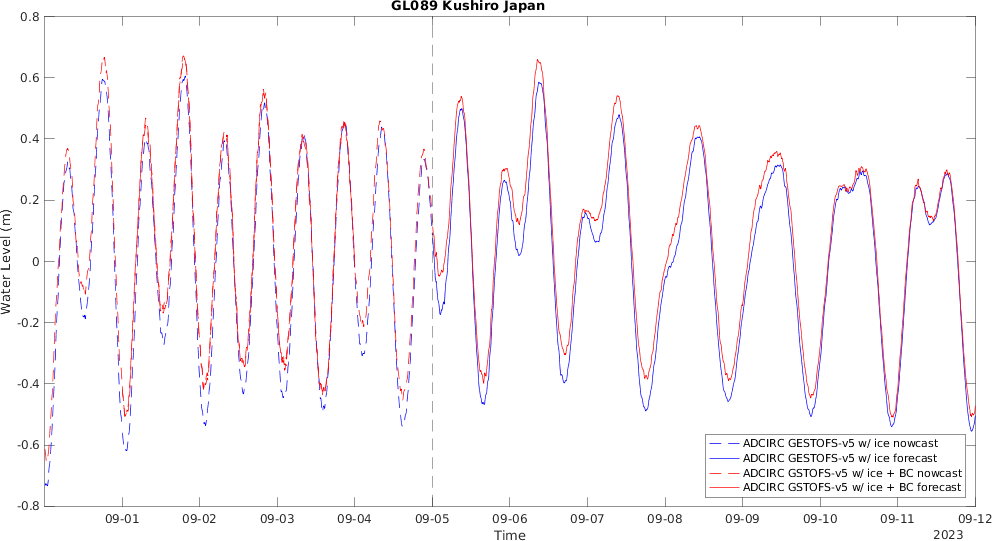 GL089 Kushiro Japan
0.8
0.6
0.4
0.2
0
-0.2
-0.4
-0.6
-0.8
Water Level (m)
09-01 09-02 09-03 09-04 09-05 09-06 09-07 09-08 09-09 09-10 09-11 09-12
Time
2023
ADCIRC GESTOFS-v5 w/ ice nowcast
ADCIRC GESTOFS-v5 w/ ice forecast
ADCIRC GSTOFS-v5 w/ ice + BC nowcast
ADCIRC GSTOFS-v5 w/ ice + BC forecast